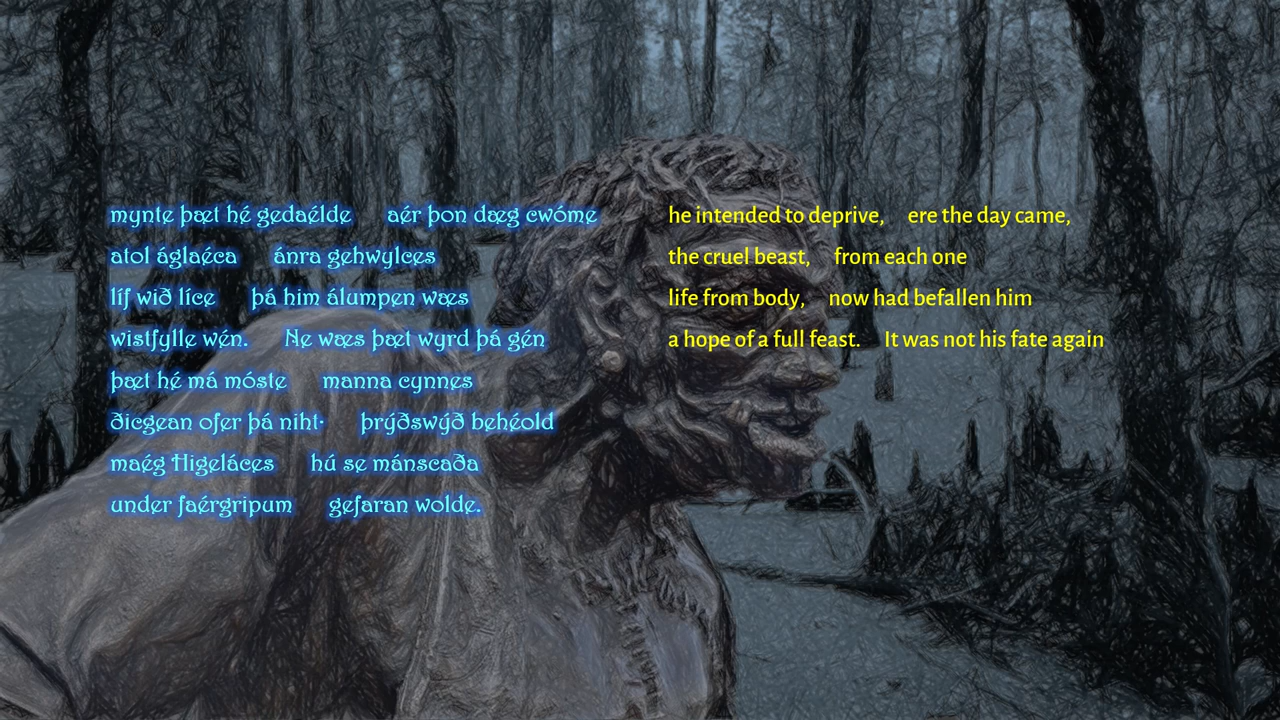 mynte þæt hé gedaélde aér þon dæg cwóme
atol áglaéca ánra gehwylces
líf wið líce þá him álumpen wæs
wistfylle wén. Ne wæs þæt wyrd þá gén
þæt hé má móste manna cynnes
ðicgean ofer þá niht· þrýðswýð behéold
maég Higeláces hú se mánscaða
under faérgripum gefaran wolde.
he intended to deprive, ere the day came,
the cruel beast, from each one
life from body, now had befallen him
a hope of a full feast. It was not his fate again